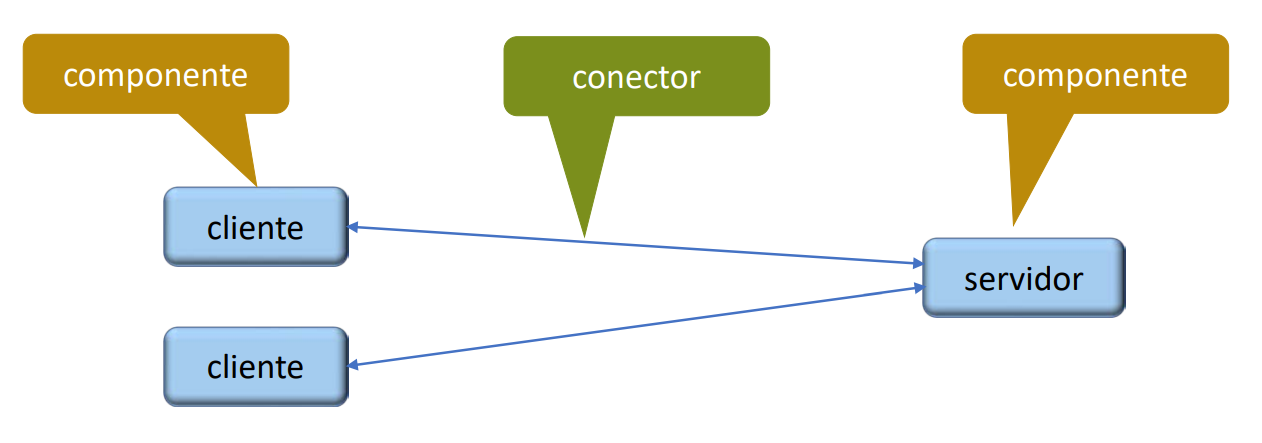 componente
conector
componente
cliente
servidor
cliente